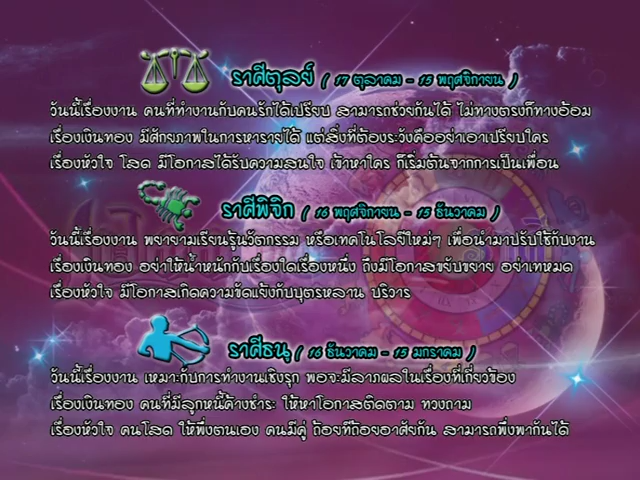 ราศีตุลย์ ( 17 ตุลาคม - 15 พฤศจิกายน )
วันนี้เรื่องงาน คนที่ทำงานกับคนรักได้เปรียบ สามารถช่วยกันได้ ไม่ทางตรงก็ทางอ้อม
เรื่องเงินทอง มีศักยภาพในการหารายได้ แต่สิ่งที่ต้องระวังคืออย่าเอาเปรียบใคร
เรื่องหัวใจ โสด มีโอกาสได้รับความสนใจ เข้าหาใคร ก็เริ่มต้นจากการเป็นเพื่อน
ราศีพิจิก ( 16 พฤศจิกายน - 15 ธันวาคม )
วันนี้เรื่องงาน พยายามเรียนรู้นวัตกรรม หรือเทคโนโลยีใหม่ๆ เพื่อนำมาปรับใช้กับงาน
เรื่องเงินทอง อย่าให้น้ำหนักกับเรื่องใดเรื่องหนึ่ง ถึงมีโอกาสขยับขยาย อย่าเทหมด
เรื่องหัวใจ มีโอกาสเกิดความขัดแย้งกับบุตรหลาน บริวาร
ราศีธนู ( 16 ธันวาคม - 15 มกราคม )
วันนี้เรื่องงาน เหมาะกับการทำงานเชิงรุก พอจะมีลาภผลในเรื่องที่เกี่ยวข้อง
เรื่องเงินทอง คนที่มีลูกหนี้ค้างชำระ ให้หาโอกาสติดตาม ทวงถาม
เรื่องหัวใจ คนโสด ให้พึ่งตนเอง คนมีคู่ ถ้อยทีถ้อยอาศัยกัน สามารถพึ่งพากันได้